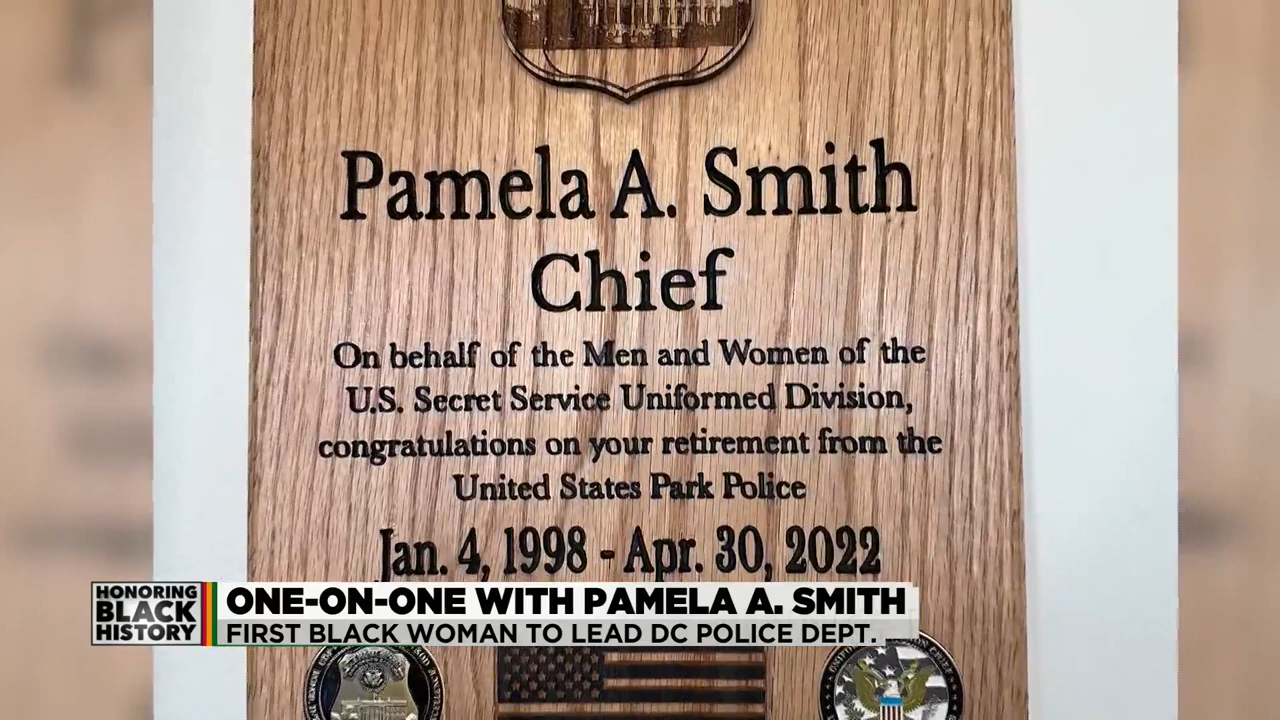 Pamela A. Smith
Chief
On behalf of the Men and Women of the
U.S. Secret Service Uniformed Division,
congratulations on your retirement from the
United States Park Police
Jan. 4, 1998 - Apr. 30, 2022
HONORING
BLACK
HISTORY
ONE-ON-ONE WITH PAMELA A. SMITH
FIRST BLACK WOMAN TO LEAD DC POLICE DEPT.